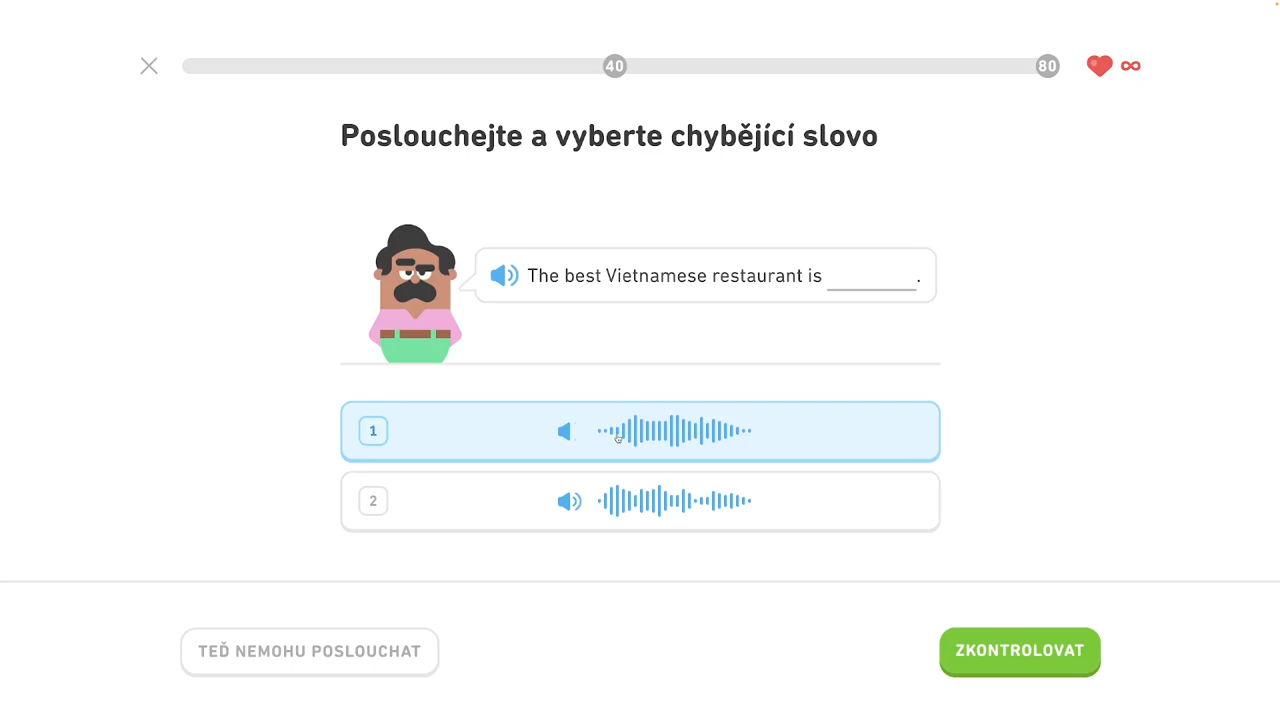 40
80
Poslouchejte a vyberte chybějící slovo
The best Vietnamese restaurant is ________.
1
2
TEĎ NEMOHU POSLOUCHAT
ZKONTROLOVAT